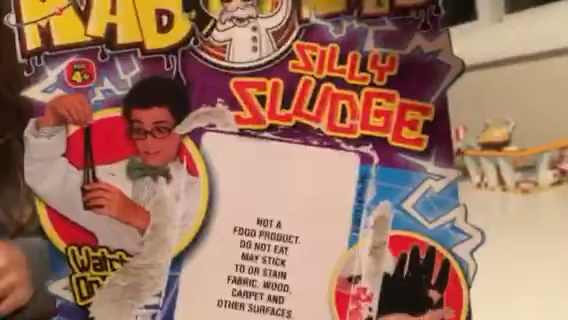 MAD
SILLY
SLUDGE
AGES
4+
NOT A
FOOD PRODUCT.
DO NOT EAT
MAY STICK
TO OR STAIN
FABRIC, WOOD,
CARPET AND
OTHER SURFACES.